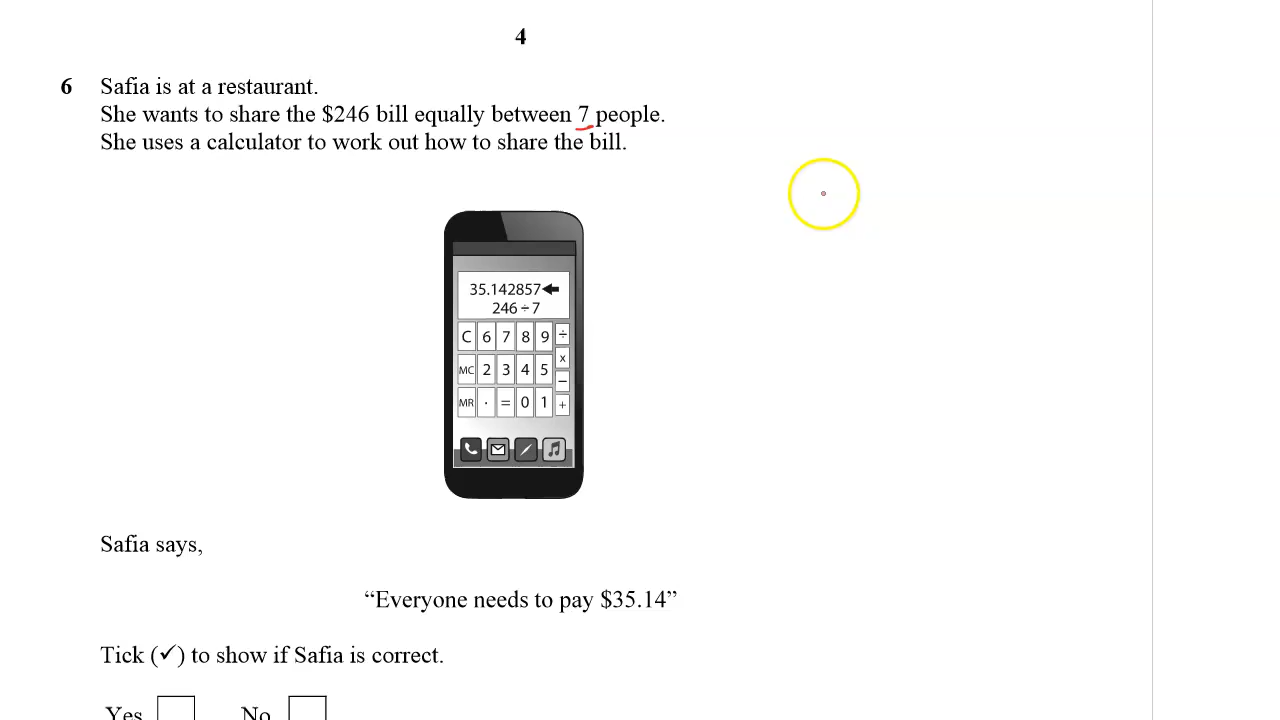 4
6 Safia is at a restaurant.
She wants to share the $246 bill equally between 7 people.
She uses a calculator to work out how to share the bill.
35.142857
246 ÷ 7
C 6 7 8 9 ÷
x
MC 2 3 4 5
−
MR · = 0 1 +
Safia says,
“Everyone needs to pay $35.14”
Tick (✓) to show if Safia is correct.
Yes No